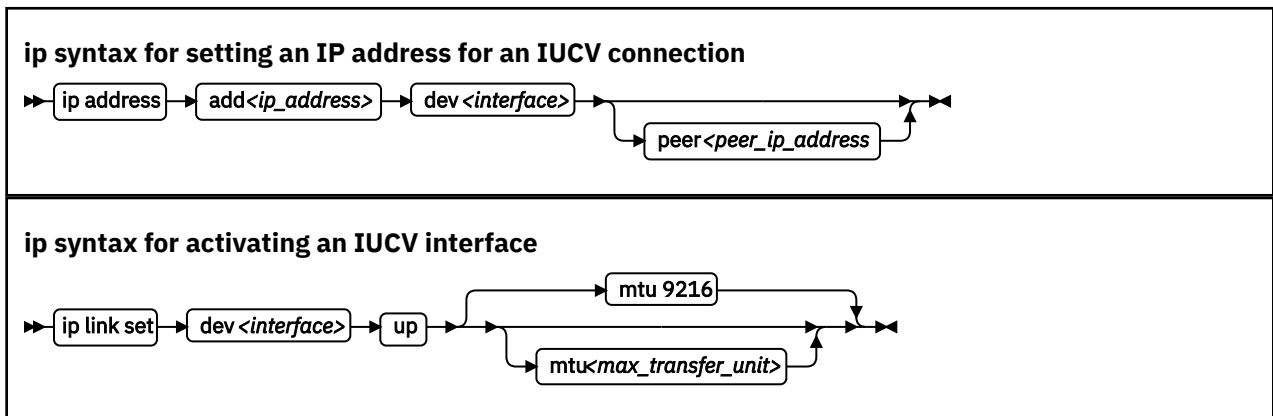 ip syntax for setting an IP address for an IUCV connection
ip address add<ip_address> dev <interface>
peer<peer_ip_address
ip syntax for activating an IUCV interface
mtu 9216
ip link set dev <interface> up
mtu<max_transfer_unit>